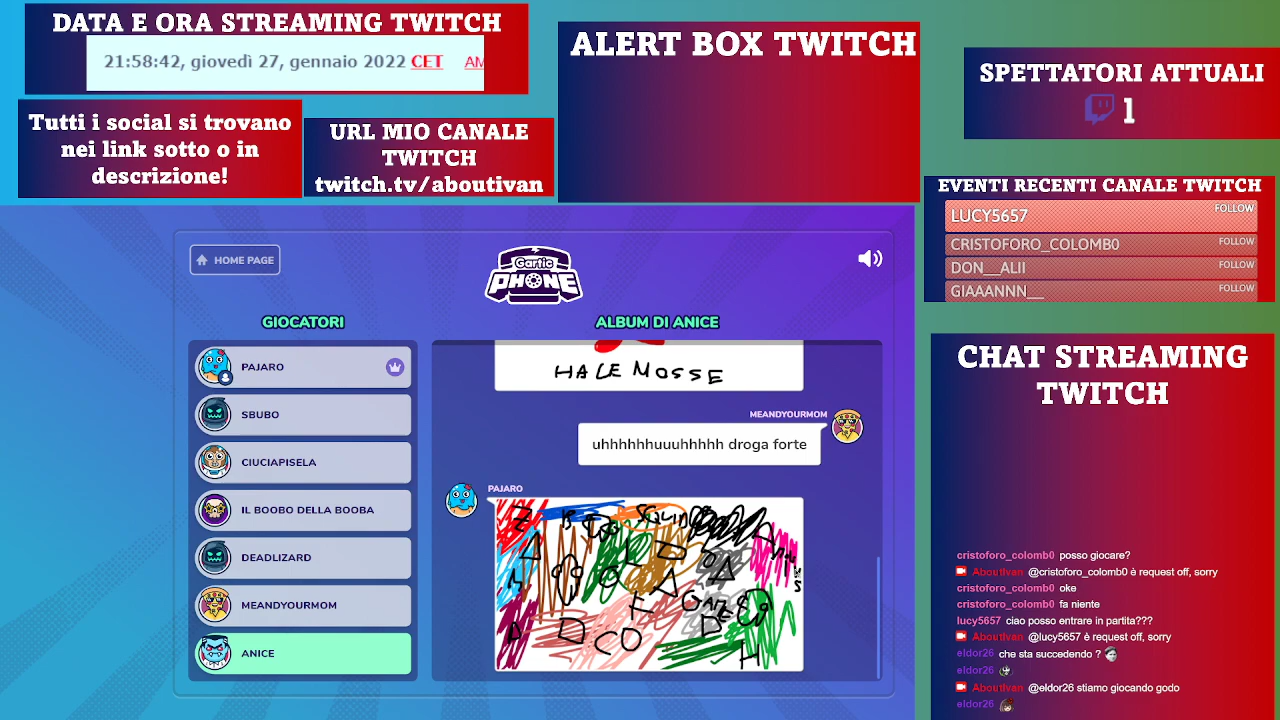 DATA E ORA STREAMING TWITCH
21:58:42, giovedì 27, gennaio 2022 CET AM
Tutti i social si trovano
nei link sotto o in
descrizione!
URL MIO CANALE
TWITCH
twitch.tv/aboutivan
ALERT BOX TWITCH
SPETTATORI ATTUALI
1
EVENTI RECENTI CANALE TWITCH
LUCY5657 FOLLOW
CRISTOFORO_COLOMB0 FOLLOW
DON__ALII FOLLOW
GIAAANNN__ FOLLOW
HOME PAGE
Gartic
PHONE
GIOCATORI
PAJARO
SBUBO
CIUCIAPISELA
IL BOOBO DELLA BOOBA
DEADLIZARD
MEANDYOURMOM
ANICE
ALBUM DI ANICE
HALE MOSSE
MEANDYOURMOM
uhhhhhhuuuhhhhh droga forte
PAJARO
CHAT STREAMING
TWITCH
cristoforo_colomb0 posso giocare?
AboutIvan @cristoforo_colomb0 è request off, sorry
cristoforo_colomb0 oke
cristoforo_colomb0 fa niente
lucy5657 ciao posso entrare in partita???
AboutIvan @lucy5657 è request off, sorry
eldor26 che sta succedendo ?
eldor26
AboutIvan @eldor26 stiamo giocando godo
eldor26